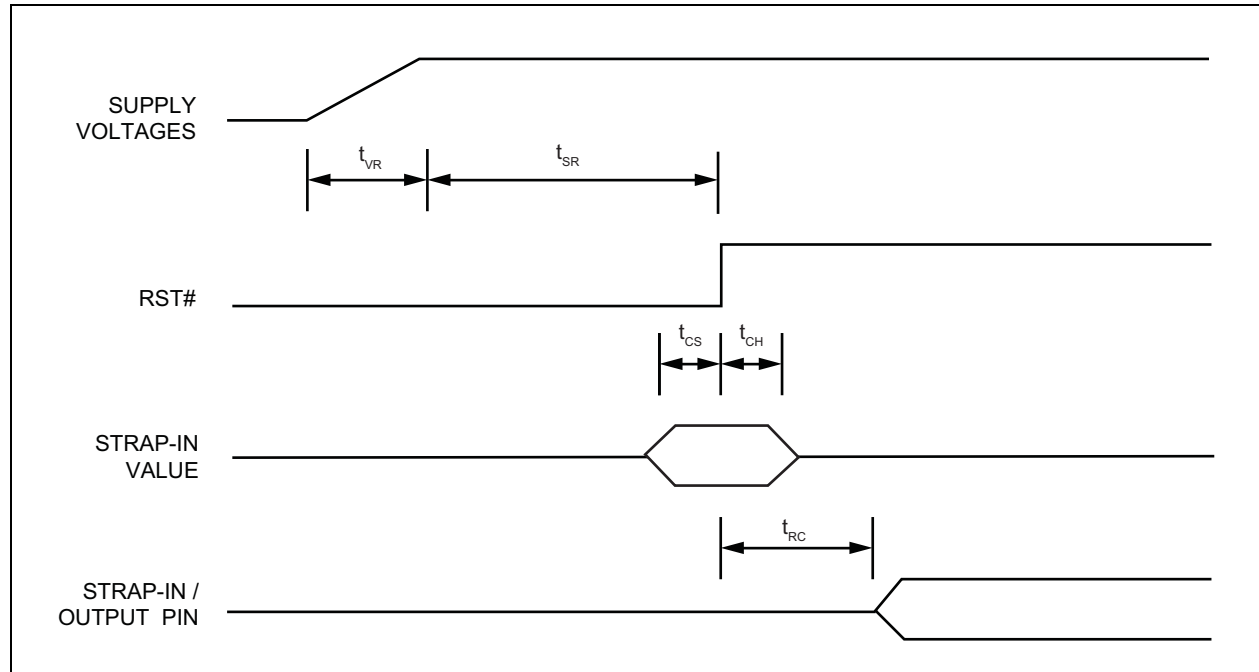 SUPPLY
VOLTAGES
tVR
tSR
RST#
tCS
tCH
STRAP-IN
VALUE
tRC
STRAP-IN /
OUTPUT PIN